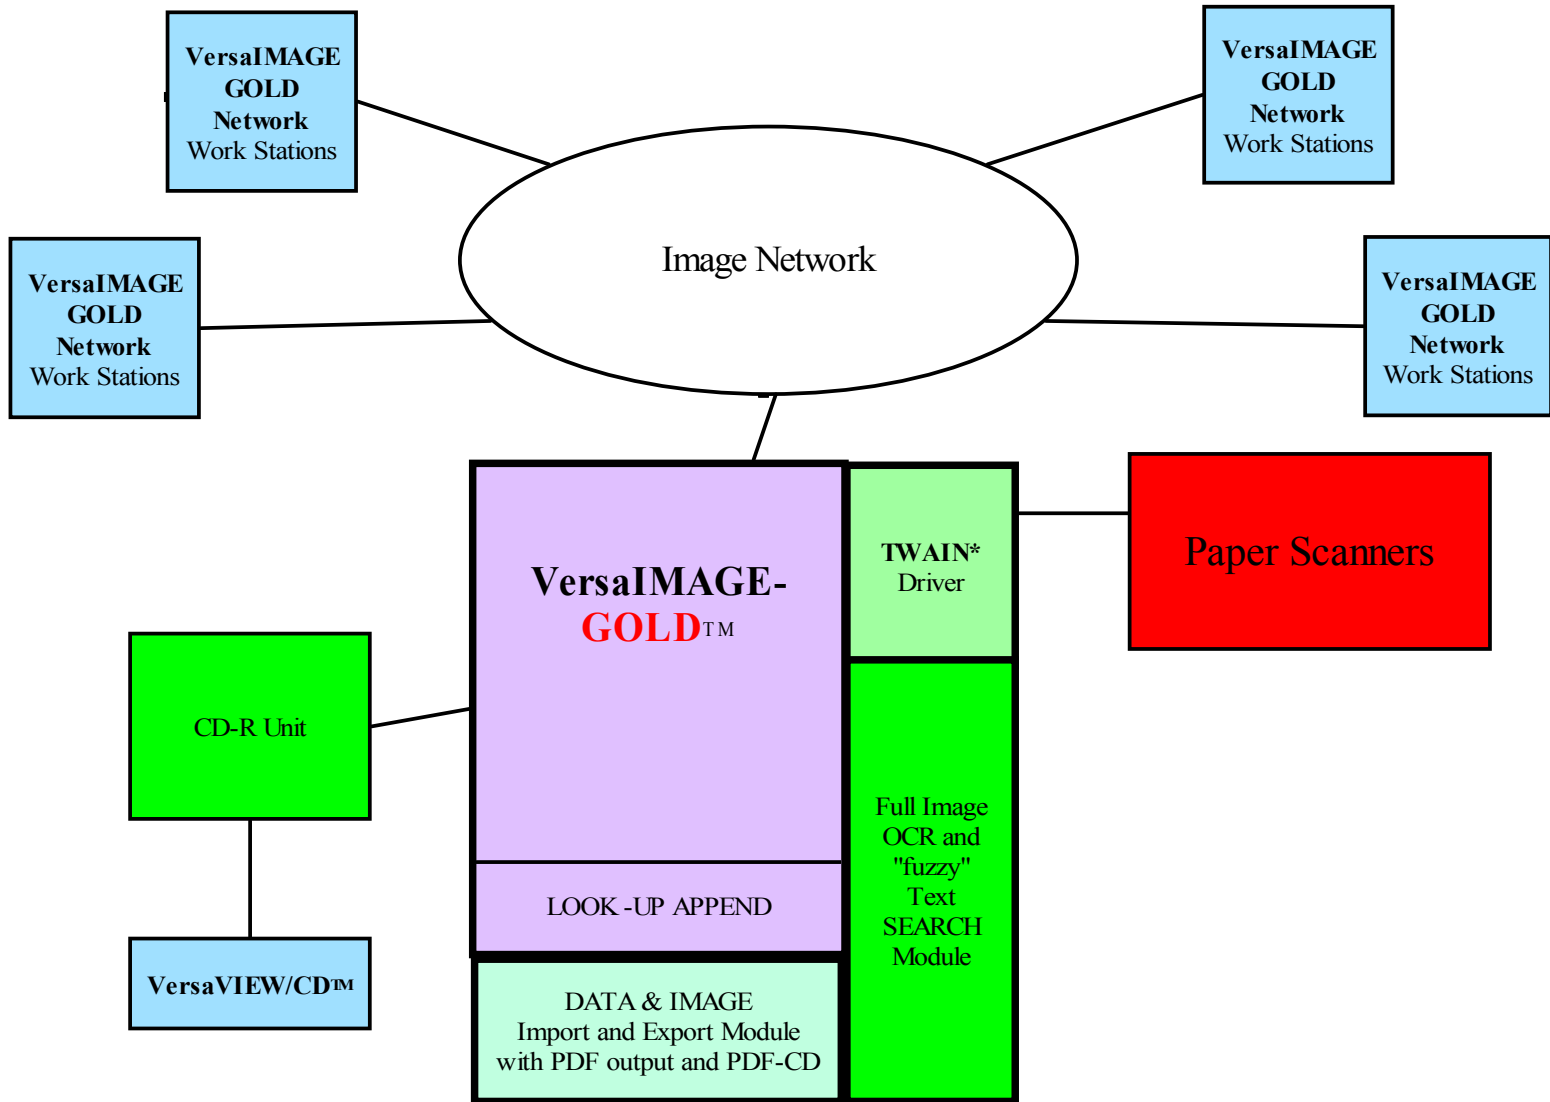 VersaIMAGE
GOLD
Network
Work Stations
VersaIMAGE
GOLD
Network
Work Stations
Image Network
VersaIMAGE
GOLD
Network
Work Stations
VersaIMAGE
GOLD
Network
Work Stations
VersaIMAGE-
GOLD™
TWAIN*
Driver
Paper Scanners
CD-R Unit
Full Image
OCR and
"fuzzy"
Text
SEARCH
Module
LOOK -UP APPEND
VersaVIEW/CD™
DATA & IMAGE
Import and Export Module
with PDF output and PDF-CD